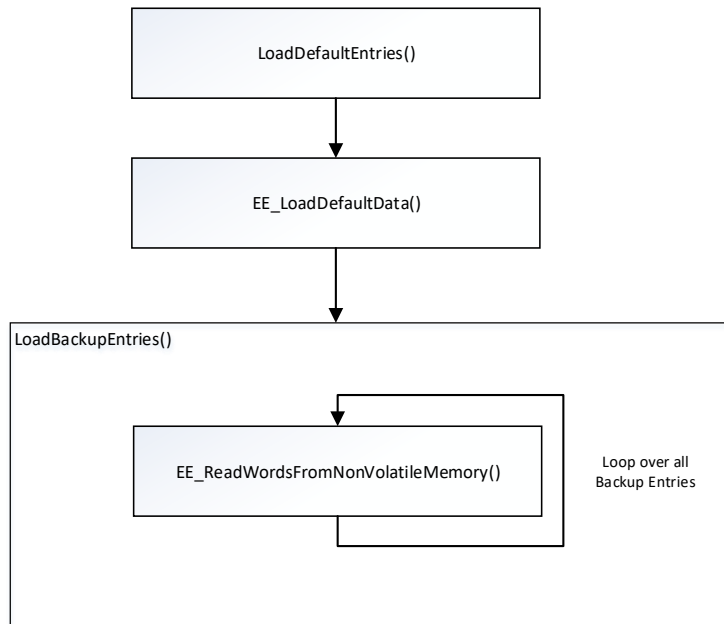 LoadDefaultEntries()
EE_LoadDefaultData()
LoadBackupEntries()
EE_ReadWordsFromNonVolatileMemory()
Loop over all
Backup Entries